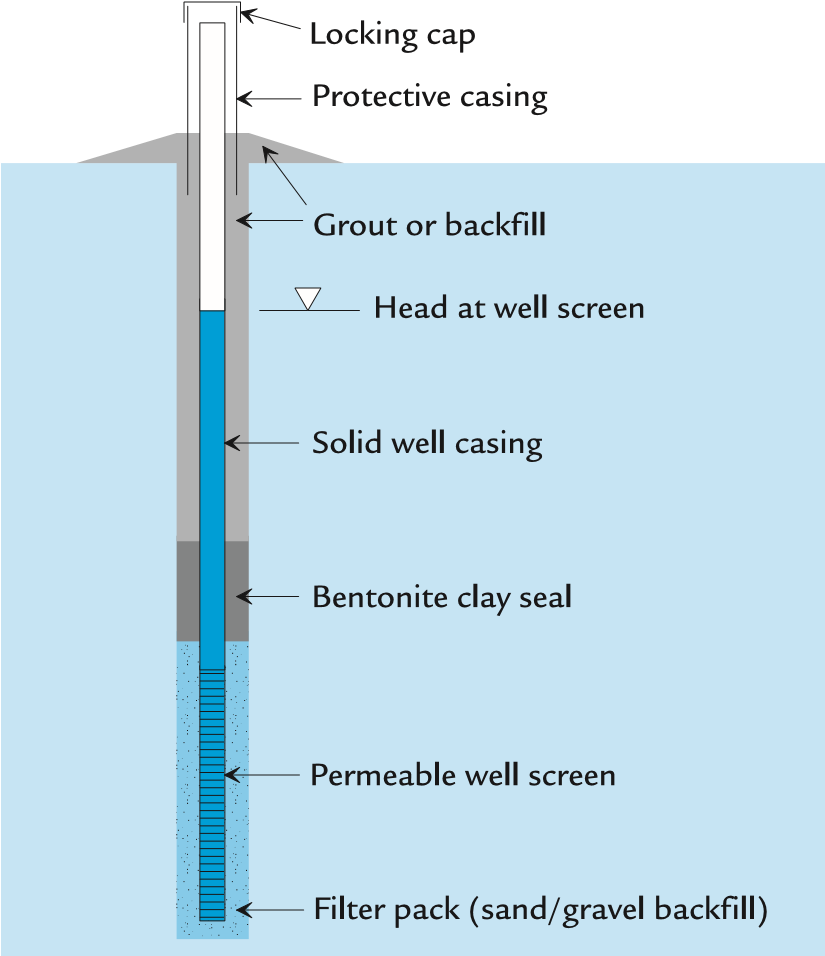 Locking cap
Protective casing
Grout or backfill
Head at well screen
Solid well casing
Bentonite clay seal
Permeable well screen
Filter pack (sand/gravel backfill)